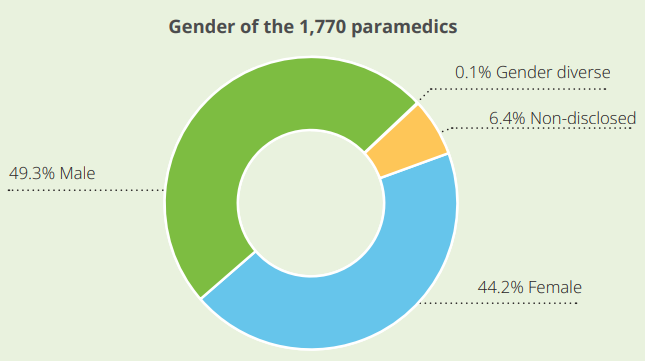 Gender of the 1,770 paramedics
0.1% Gender diverse
6.4% Non-disclosed
49.3% Male
44.2% Female